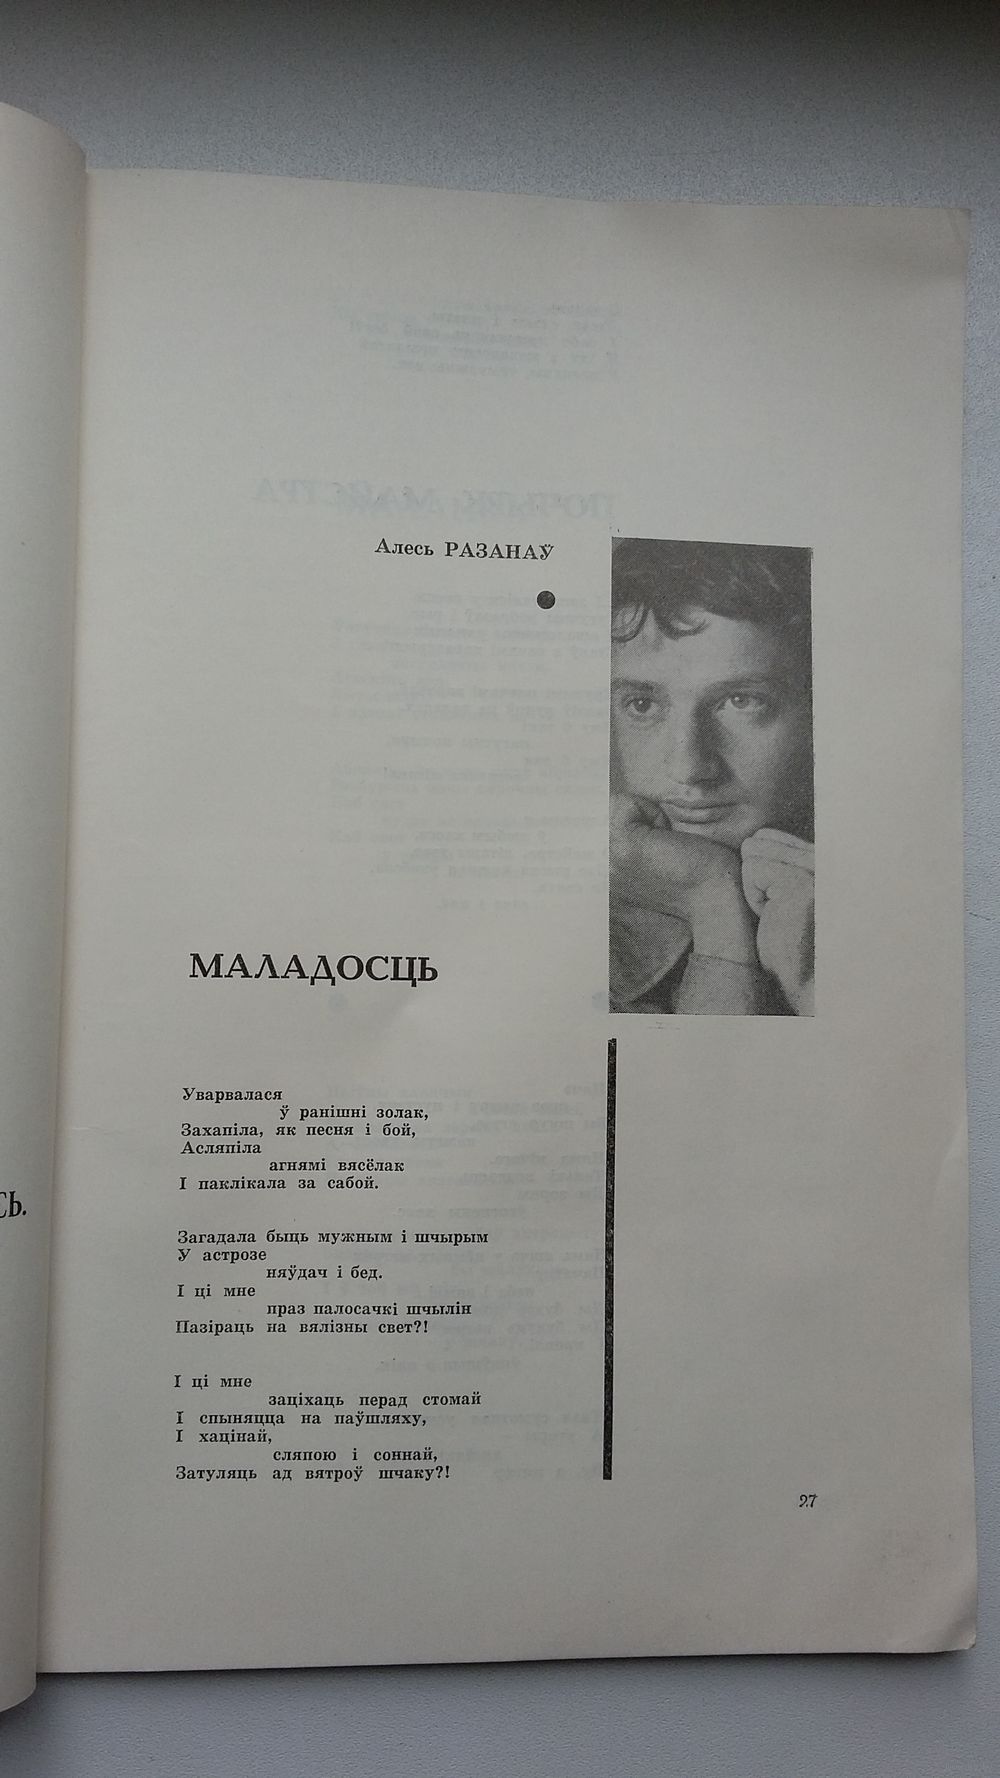 Алесь РАЗАНАЎ
МАЛАДОСЦЬ
Уварвалася
ў ранішні золак,
Захапіла, як песня і бой,
Асляпіла
агнямі вясёлак
І паклікала за сабой.
Загадала быць мужным і шчырым
У астрозе
няўдач і бед.
І ці мне
праз палосачкі шчылін
Пазіраць на вялізны свет?!
І ці мне
заціхаць перад стомай
І спыняцца на паўшляху,
І хацінай,
сляпою і соннай,
Затуляць ад вятроў шчаку?!
27
СЬ.